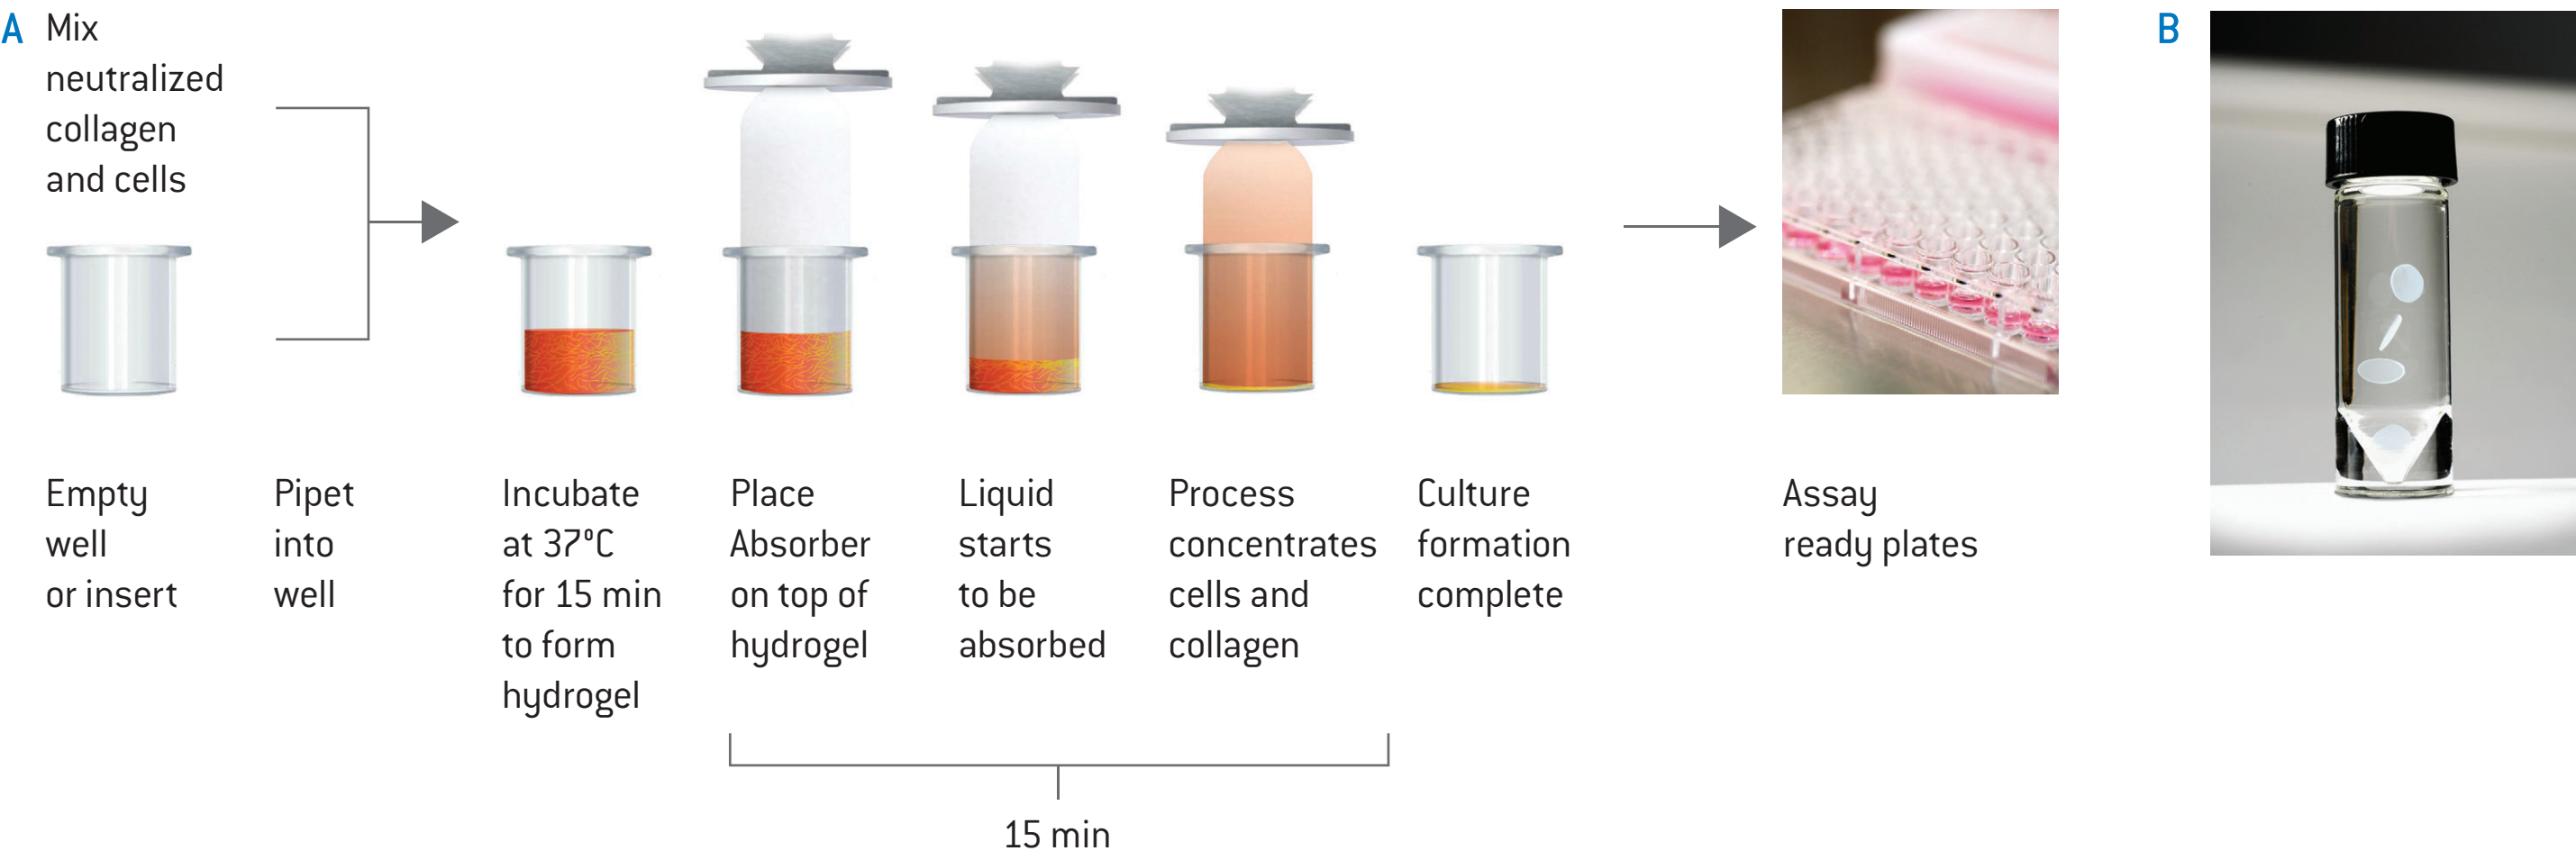 A
Mix
neutralized
collagen
and cells
B
Empty
well
or insert
Pipet
into
well
Incubate
at 37°C
for 15 min
to form
hydrogel
Place
Absorber
on top of
hydrogel
Liquid
starts
to be
absorbed
Process
concentrates
cells and
collagen
Culture
formation
complete
Assay
ready plates
15 min